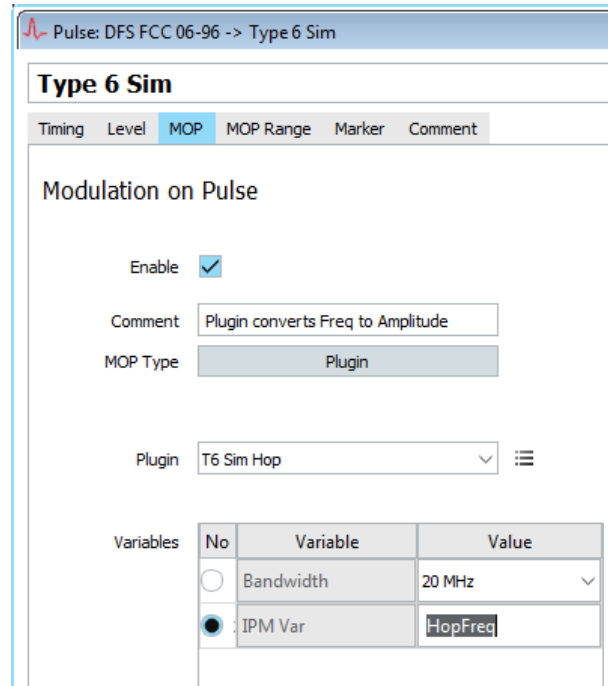 Pulse: DFS FCC 06-96 -> Type 6 Sim
Type 6 Sim
Timing Level MOP MOP Range Marker Comment
Modulation on Pulse
Enable
Comment Plugin converts Freq to Amplitude
MOP Type Plugin
Plugin T6 Sim Hop
Variables No Variable Value
Bandwidth 20 MHz
IPM Var HopFreq